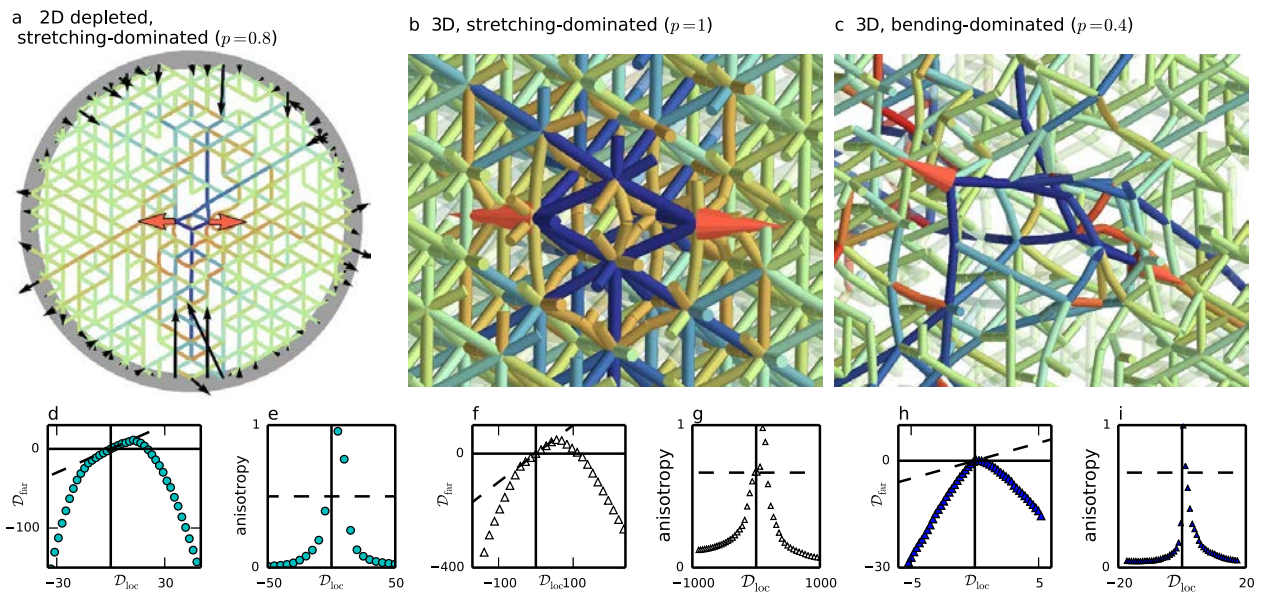 a 2D depleted,
stretching-dominated (p=0.8)
b 3D, stretching-dominated (p=1)
c 3D, bending-dominated (p=0.4)
d
0
−100
𝒟far
−30
𝒟loc
30
e
1
anisotropy
0
−50
𝒟loc
50
f
0
𝒟far
−400
−100
𝒟loc
100
g
1
anisotropy
0
−1000
𝒟loc
1000
h
0
𝒟far
−30
−5
𝒟loc
5
i
1
anisotropy
0
−20
𝒟loc
20